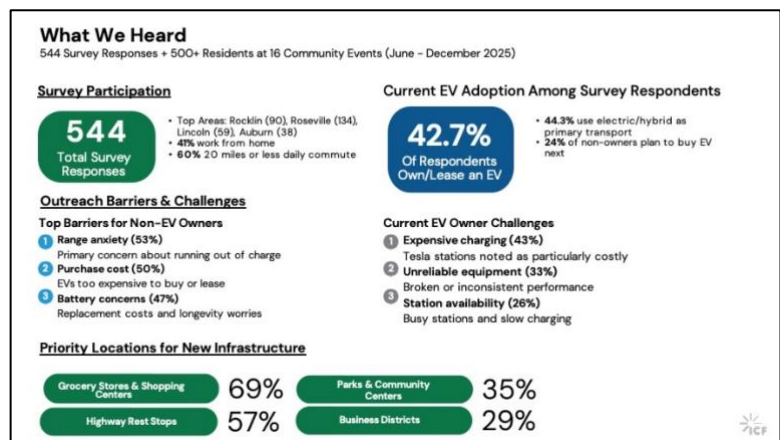 What We Heard
544 Survey Responses + 500+ Residents at 16 Community Events (June - December 2025)
Survey Participation
544
Total Survey
Responses
• Top Areas: Rocklin (90), Roseville (134),
Lincoln (59), Auburn (38)
• 41% work from home
• 60% 20 miles or less daily commute
Current EV Adoption Among Survey Respondents
42.7%
Of Respondents
Own/Lease an EV
• 44.3% use electric/hybrid as
primary transport
• 24% of non-owners plan to buy EV
next
Outreach Barriers & Challenges
Top Barriers for Non-EV Owners
1 Range anxiety (53%)
Primary concern about running out of charge
2 Purchase cost (50%)
EVs too expensive to buy or lease
3 Battery concerns (47%)
Replacement costs and longevity worries
Current EV Owner Challenges
1 Expensive charging (43%)
Tesla stations noted as particularly costly
2 Unreliable equipment (33%)
Broken or inconsistent performance
3 Station availability (26%)
Busy stations and slow charging
Priority Locations for New Infrastructure
Grocery Stores & Shopping
Centers
69%
Parks & Community
Centers
35%
Highway Rest Stops
57%
Business Districts
29%
ICF